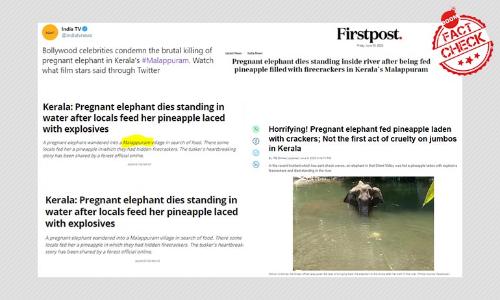 India TV
@indiatvnews
Bollywood celebrities condemn the brutal killing of
pregnant elephant in Kerala's #Malappuram. Watch
what film stars said through Twitter
Firstpost.
Pregnant elephant dies standing inside river after being fed
pineapple filled with firecrackers in Kerala's Malappuram
100%
FACT
CHECK
Kerala: Pregnant elephant dies standing in
water after locals feed her pineapple laced
with explosives
A pregnant elephant wandered into a Malappuram village in search of food. There some
locals fed her a pineapple in which they had hidden firecrackers. The tusker's heartbreaking
story has been shared by a forest official online.
Horrifying! Pregnant elephant fed pineapple laden
with crackers; Not the first act of cruelty on jumbos
in Kerala
Kerala: Pregnant elephant dies standing in
water after locals feed her pineapple laced
with explosives
A pregnant elephant wandered into a village in search of food. There some
locals fed her a pineapple in which they had hidden firecrackers. The tusker's heartbreak-
ing story has been shared by a forest official online.